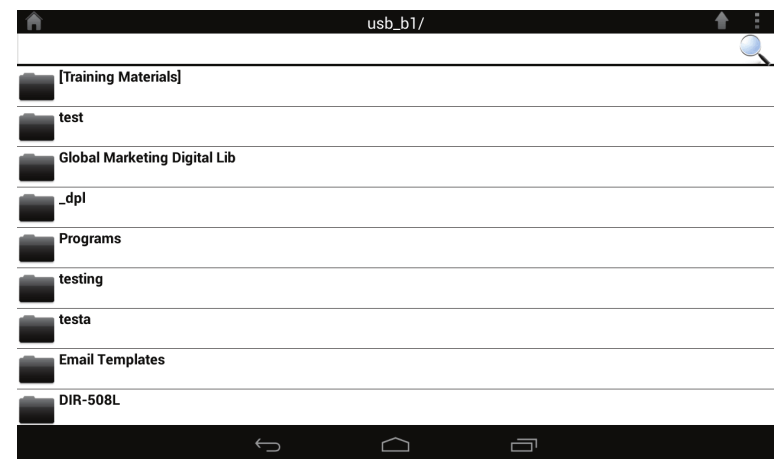 usb_b1/
[Training Materials]
test
Global Marketing Digital Lib
_dpl
Programs
testing
testa
Email Templates
DIR-508L